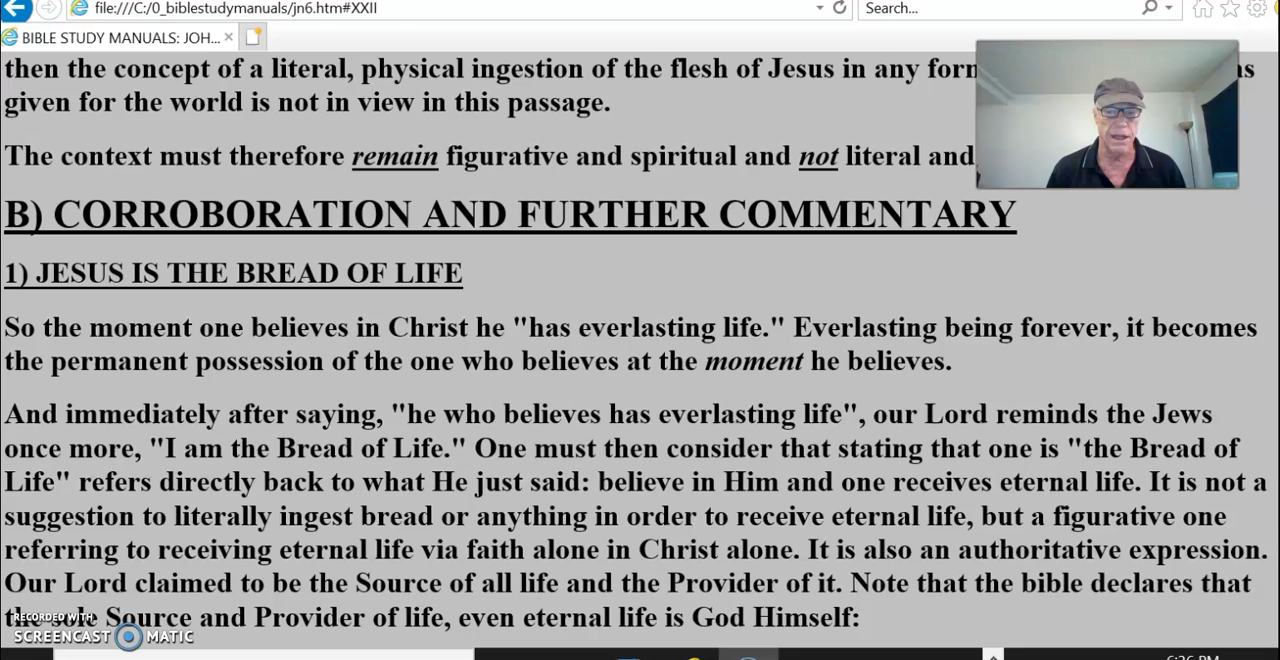 file:///C:/0_biblestudymanuals/jn6.htm#XXII
Search...
BIBLE STUDY MANUALS: JOH...
then the concept of a literal, physical ingestion of the flesh of Jesus in any
given for the world is not in view in this passage.
The context must therefore remain figurative and spiritual and not literal and
B) CORROBORATION AND FURTHER COMMENTARY
1) JESUS IS THE BREAD OF LIFE
So the moment one believes in Christ he "has everlasting life." Everlasting being forever, it becomes
the permanent possession of the one who believes at the moment he believes.
And immediately after saying, "he who believes has everlasting life", our Lord reminds the Jews
once more, "I am the Bread of Life." One must then consider that stating that one is "the Bread of
Life" refers directly back to what He just said: believe in Him and one receives eternal life. It is not a
suggestion to literally ingest bread or anything in order to receive eternal life, but a figurative one
referring to receiving eternal life via faith alone in Christ alone. It is also an authoritative expression.
Our Lord claimed to be the Source of all life and the Provider of it. Note that the bible declares that
the sole Source and Provider of life, even eternal life is God Himself:
RECORDED WITH
SCREENCAST MATIC